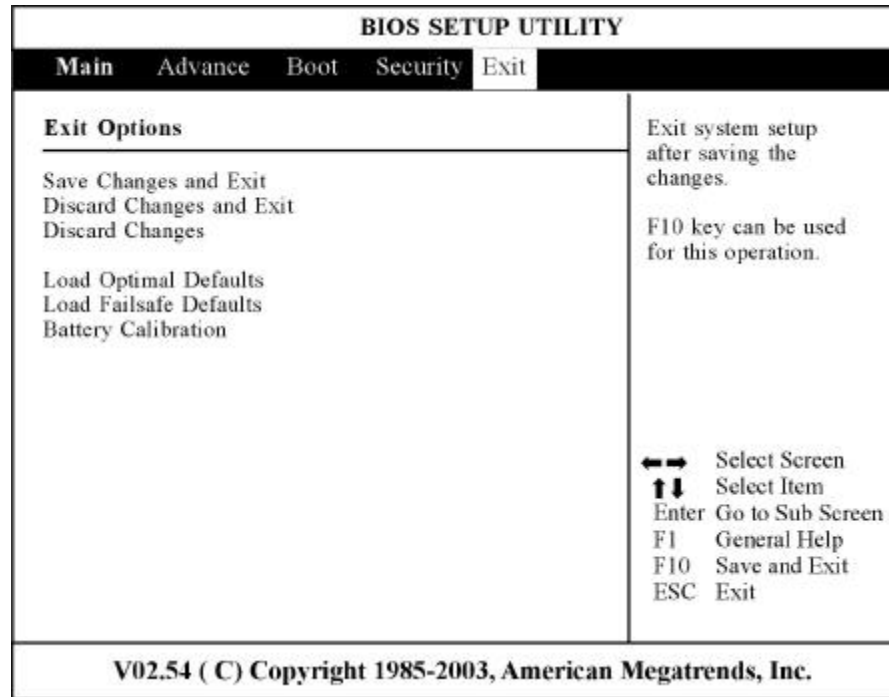 BIOS SETUP UTILITY
Main Advance Boot Security Exit
Exit Options
Save Changes and Exit
Discard Changes and Exit
Discard Changes
Load Optimal Defaults
Load Failsafe Defaults
Battery Calibration
Exit system setup
after saving the
changes.
F10 key can be used
for this operation.
←→ Select Screen
↑↓ Select Item
Enter Go to Sub Screen
F1 General Help
F10 Save and Exit
ESC Exit
V02.54 ( C) Copyright 1985-2003, American Megatrends, Inc.